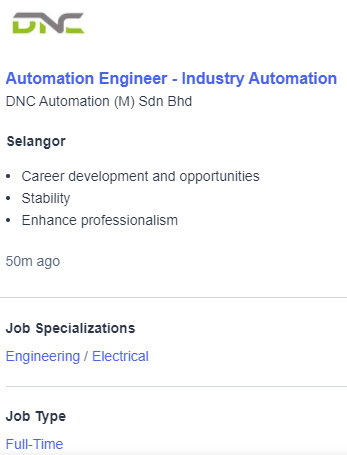 DNC
Automation Engineer - Industry Automation
DNC Automation (M) Sdn Bhd
Selangor
• Career development and opportunities
• Stability
• Enhance professionalism
50m ago
Job Specializations
Engineering / Electrical
Job Type
Full-Time